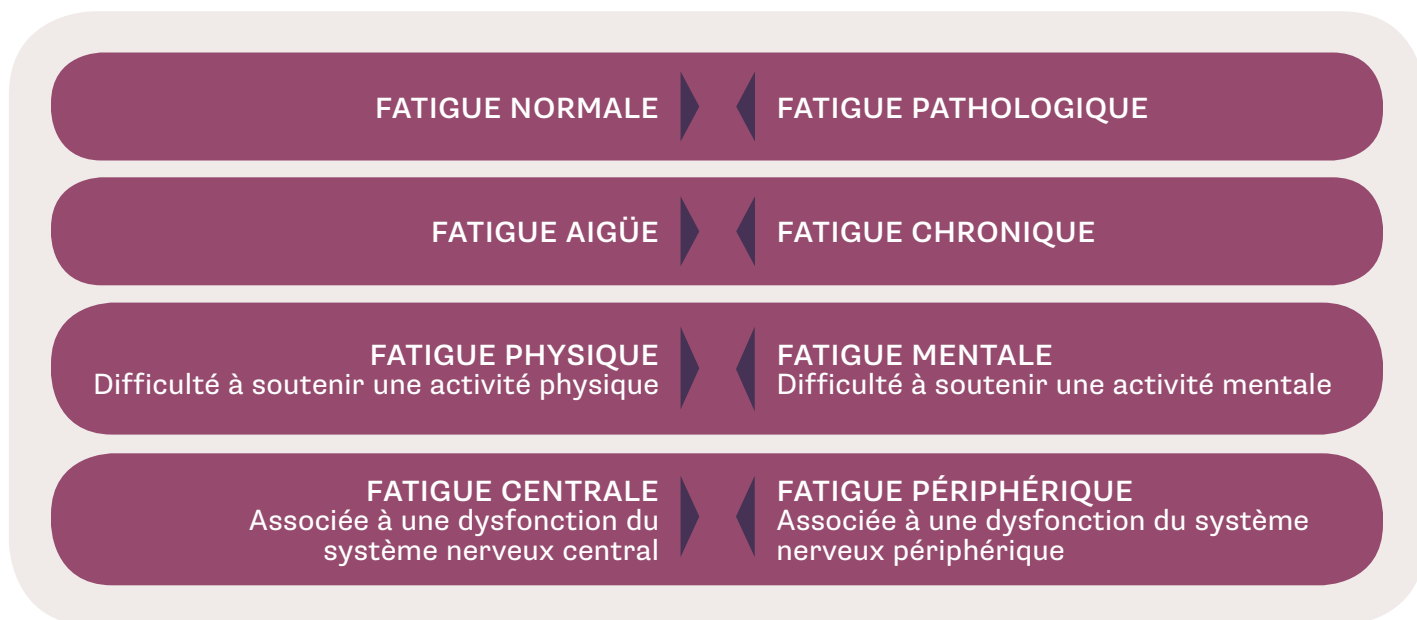 FATIGUE NORMALE
FATIGUE PATHOLOGIQUE
FATIGUE AIGÜE
FATIGUE CHRONIQUE
FATIGUE PHYSIQUE
Difficulté à soutenir une activité physique
FATIGUE MENTALE
Difficulté à soutenir une activité mentale
FATIGUE CENTRALE
Associée à une dysfonction du
système nerveux central
FATIGUE PÉRIPHÉRIQUE
Associée à une dysfonction du système
nerveux périphérique